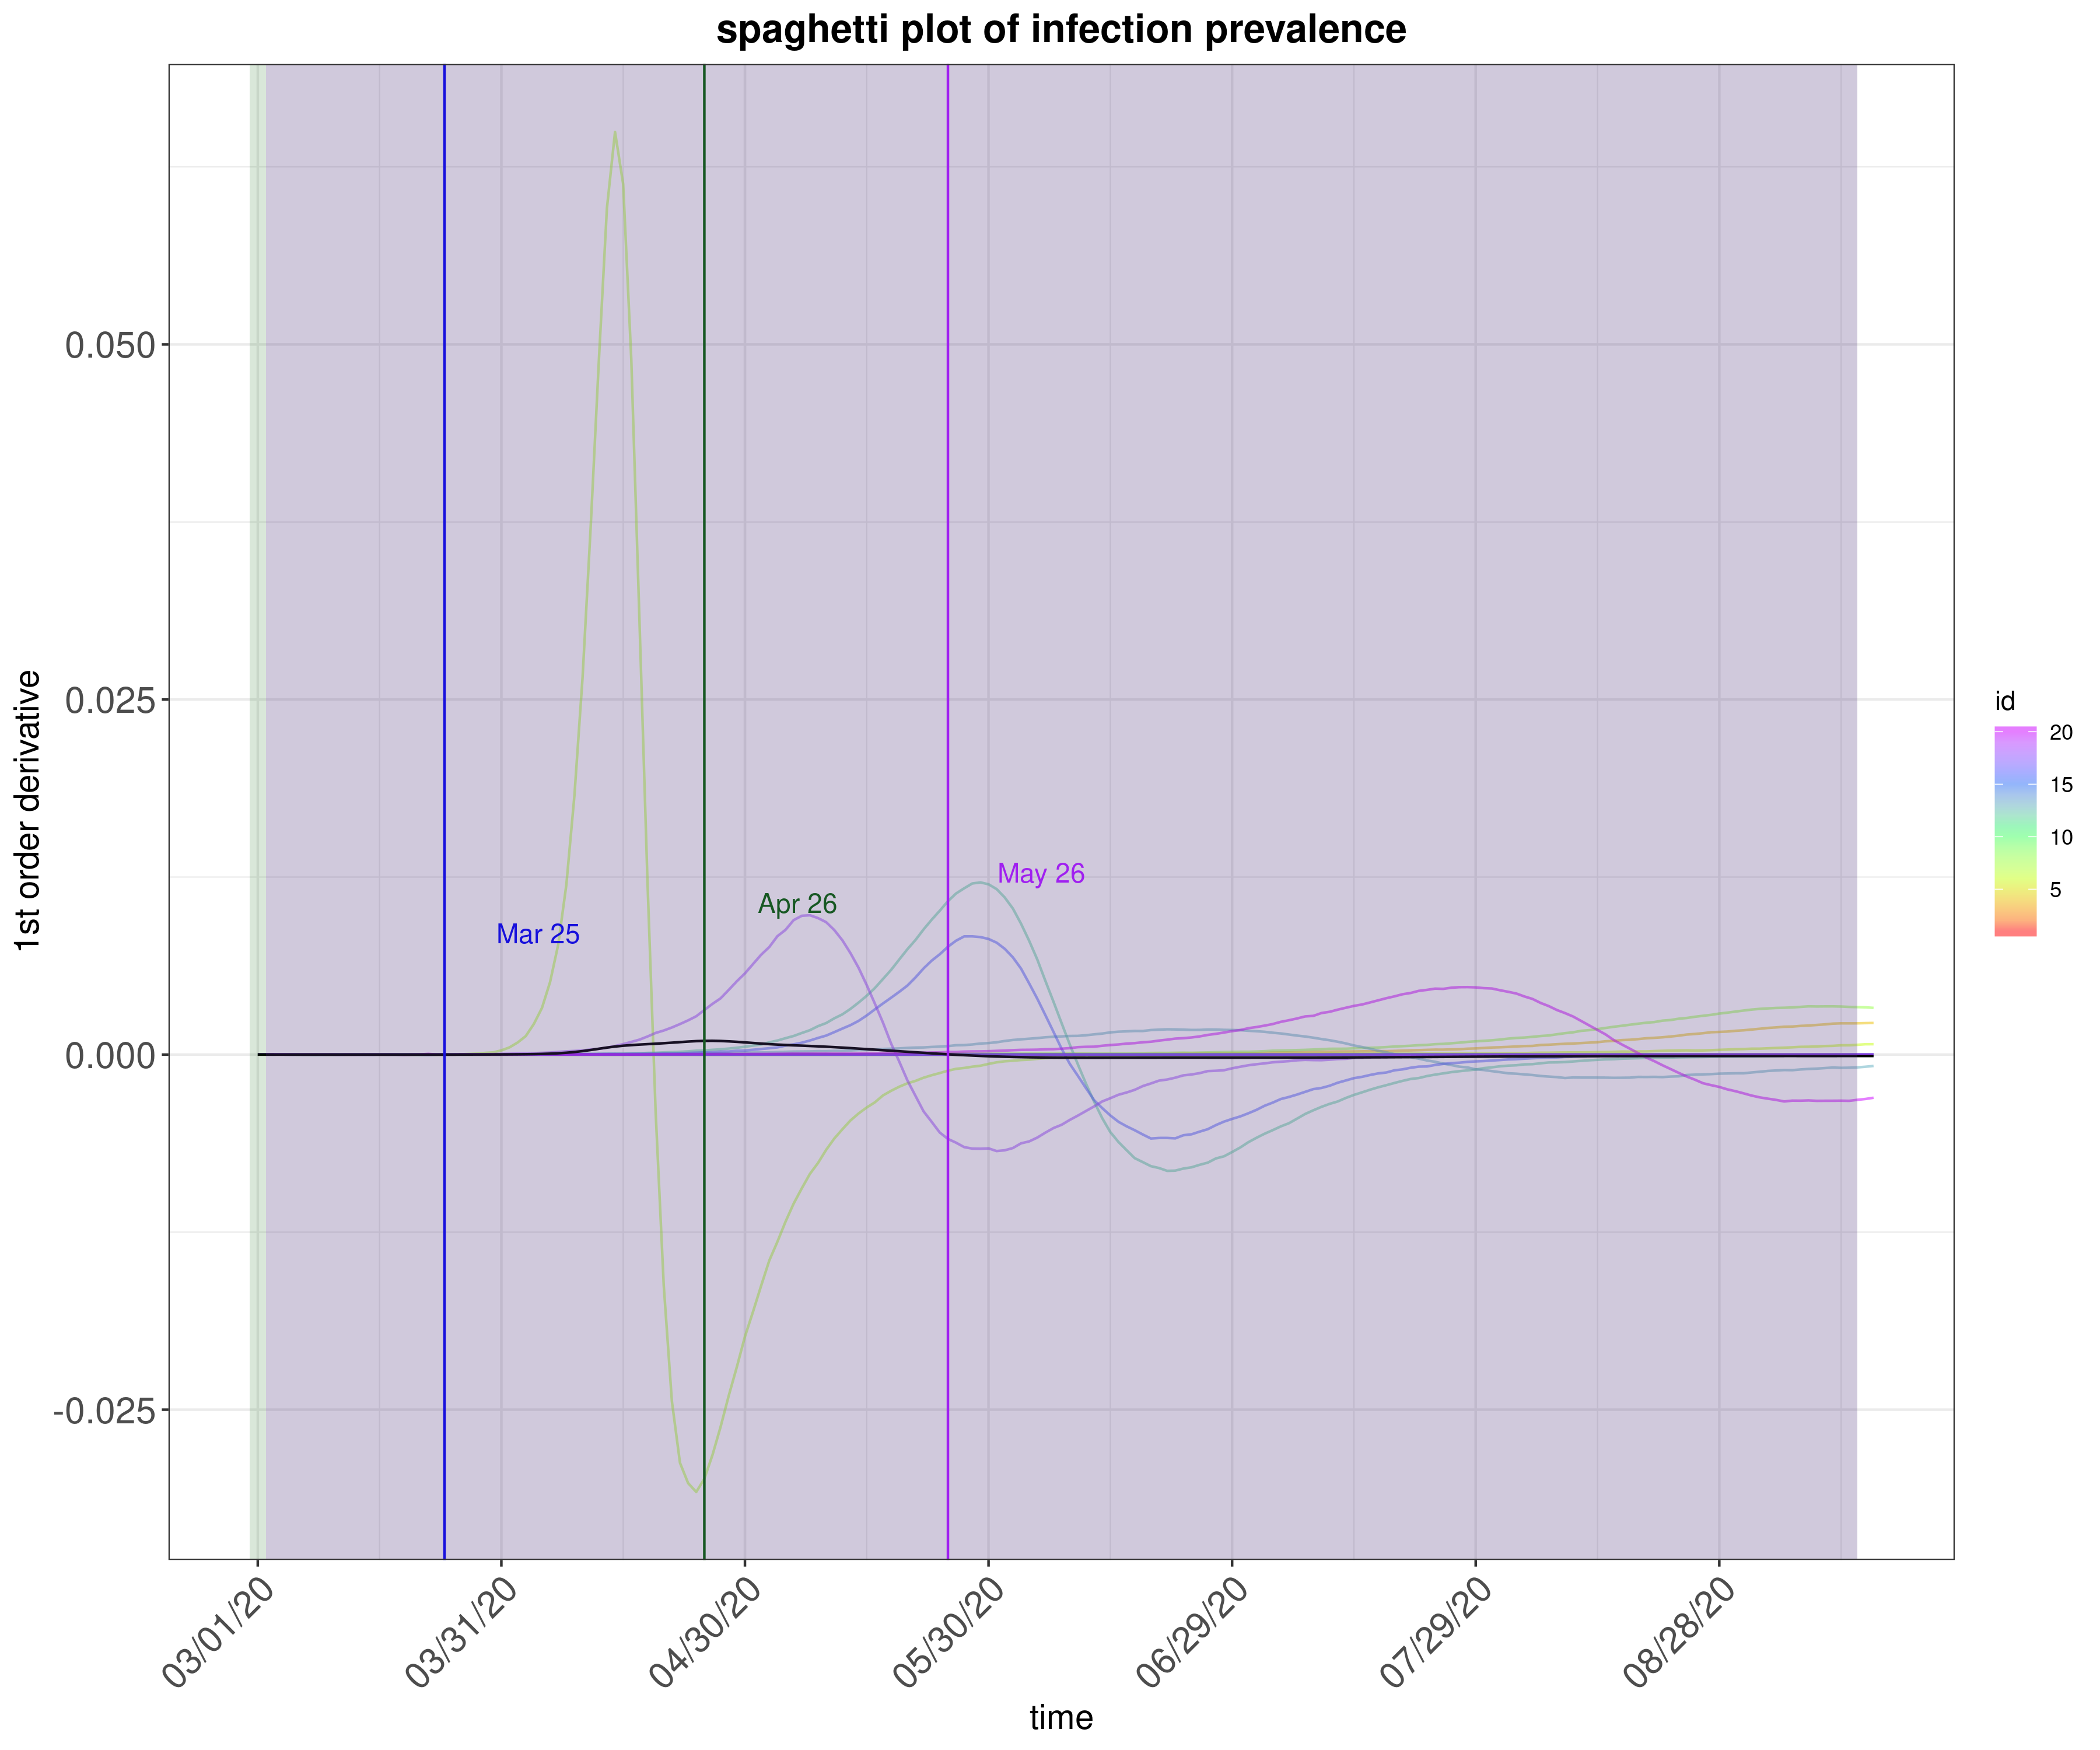 spaghetti plot of infection prevalence
1st order derivative
0.050
0.025
0.000
-0.025
Mar 25
Apr 26
May 26
id
20
15
10
5
03/01/20
03/31/20
04/30/20
05/30/20
06/29/20
07/29/20
08/28/20
time